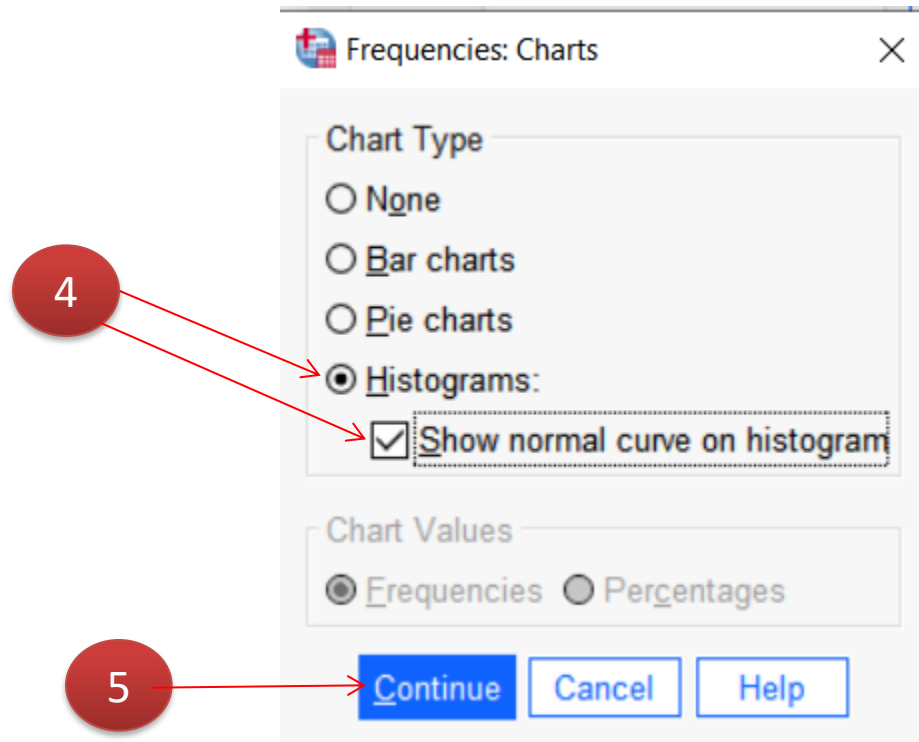 Frequencies: Charts
Chart Type
None
Bar charts
Pie charts
4
Histograms:
Show normal curve on histogram
Chart Values
Frequencies Percentages
5
Continue Cancel Help